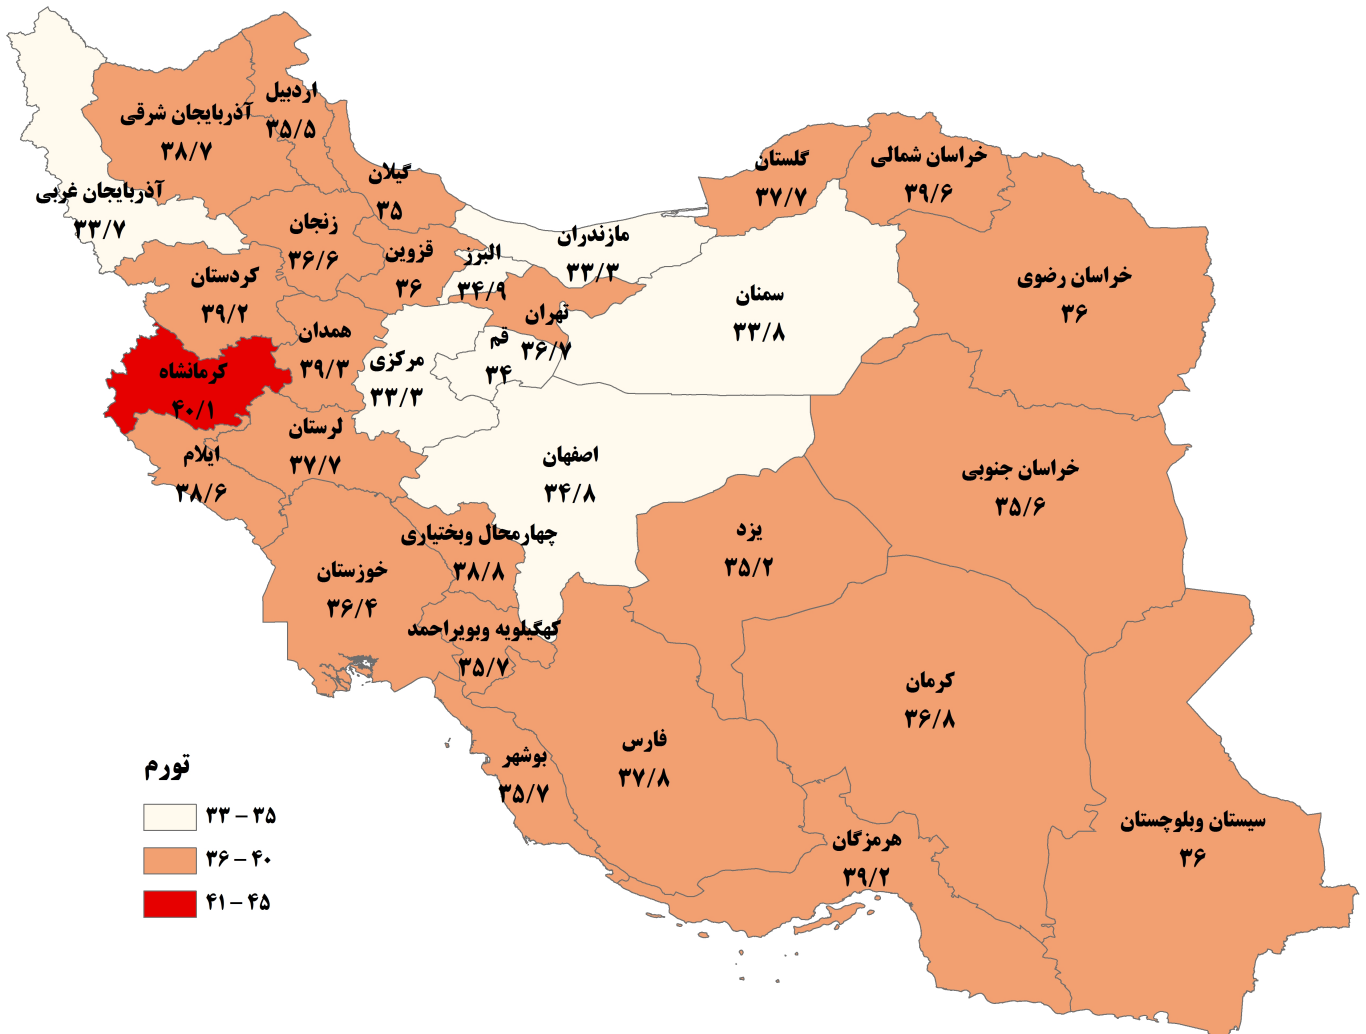 اردبیل
۳۵/۵
آذربایجان شرقی
۳۸/۷
گلستان
۳۷/۷
خراسان شمالی
۳۹/۶
گیلان
۳۵
آذربایجان غربی
۳۳/۷
زنجان
۳۶/۶
مازندران
۳۳/۳
قزوین
۳۶
البرز
۳۴/۹
کردستان
۳۹/۲
خراسان رضوی
۳۶
سمنان
۳۳/۸
تهران
۳۶/۷
همدان
۳۹/۳
قم
۳۴
مرکزی
۳۳/۳
کرمانشاه
۴۰/۱
لرستان
۳۷/۷
ایلام
۳۸/۶
اصفهان
۳۴/۸
خراسان جنوبی
۳۵/۶
چهارمحال وبختیاری
۳۸/۸
یزد
۳۵/۲
خوزستان
۳۶/۴
کهگیلویه وبویراحمد
۳۵/۷
کرمان
۳۶/۸
فارس
۳۷/۸
بوشهر
۳۵/۷
هرمزگان
۳۹/۲
سیستان وبلوچستان
۳۶
تورم
۳۳ – ۳۵
۳۶ – ۴۰
۴۱ – ۴۵